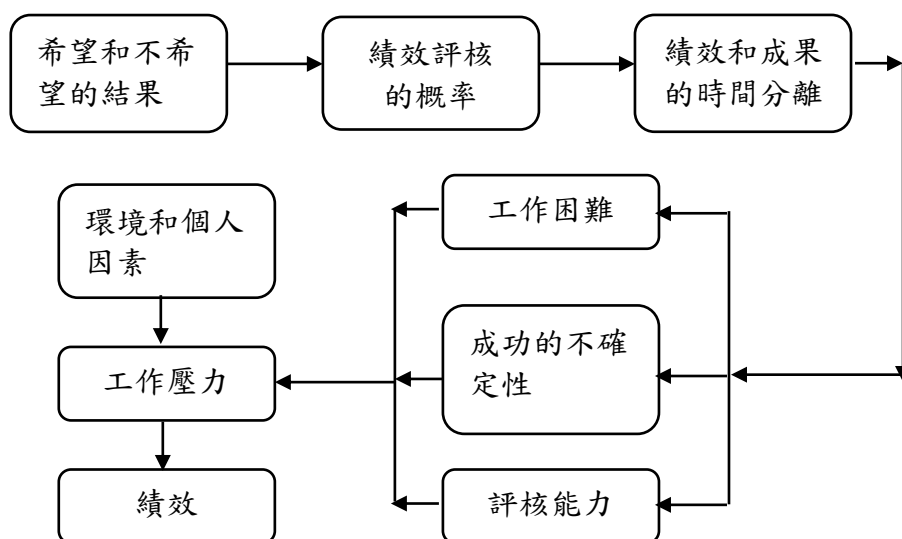 希望和不希
望的結果
績效評核
的概率
績效和成果
的時間分離
環境和個人
因素
工作困難
成功的不確
定性
工作壓力
績效
評核能力